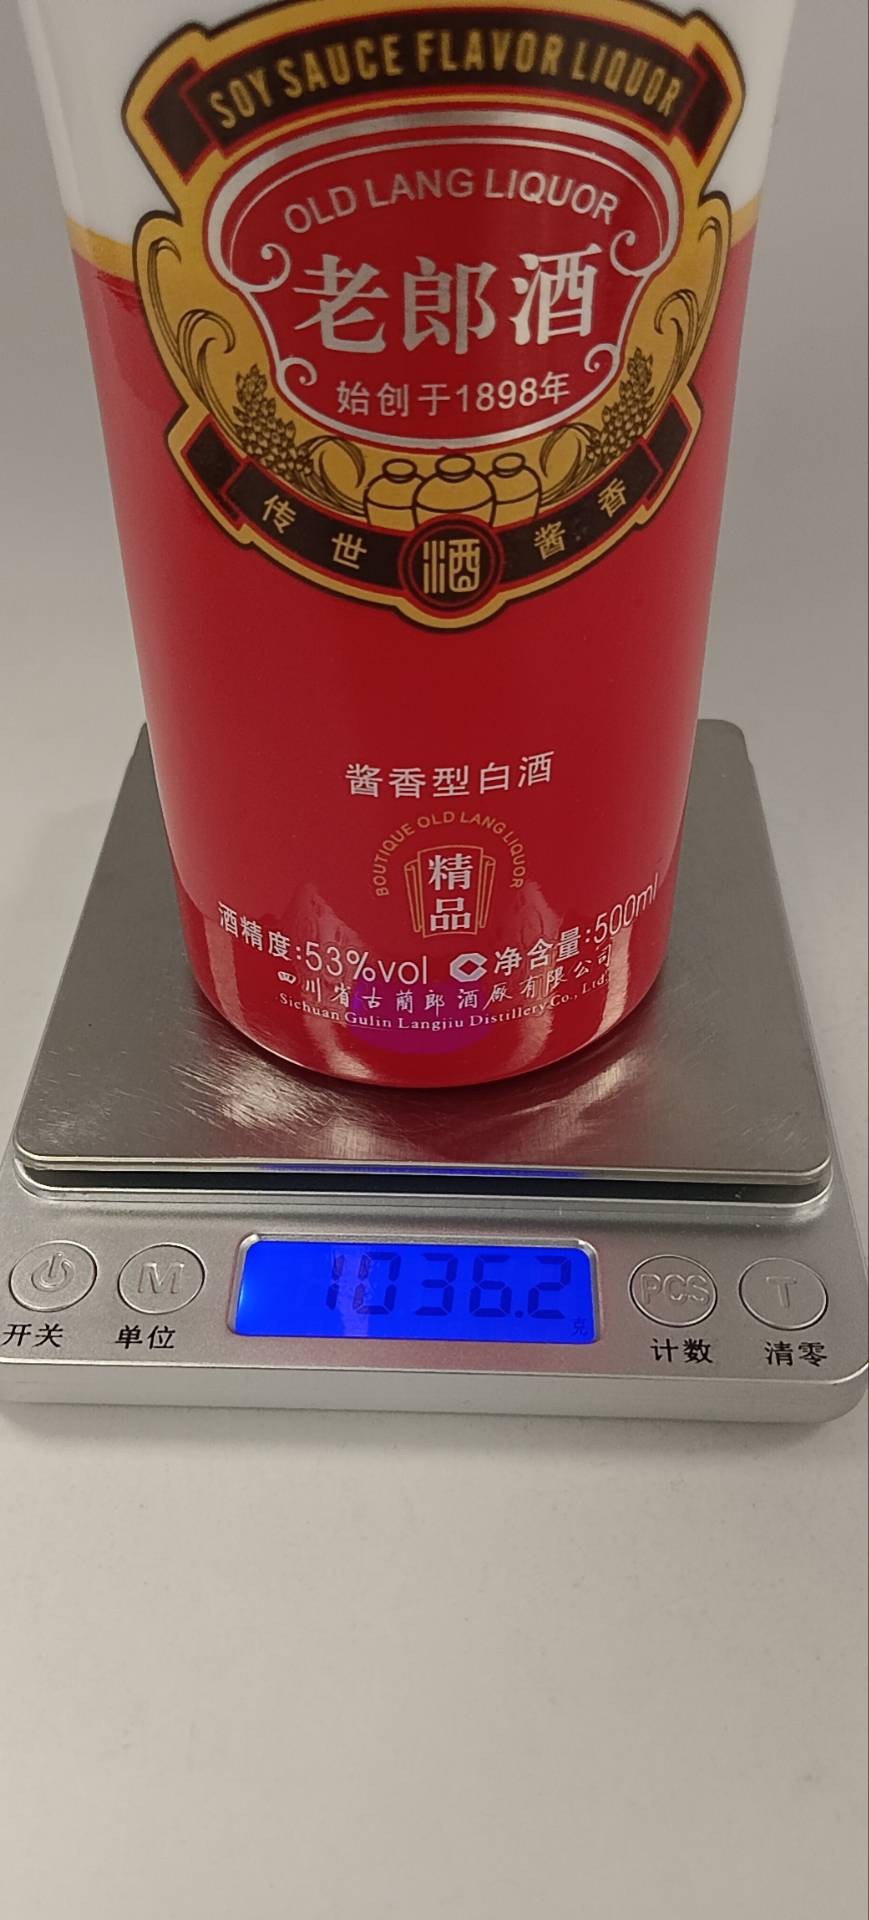 SOY SAUCE FLAVOR LIQUOR
OLD LANG LIQUOR
老郎酒
始创于1898年
传世 酒 酱香
酱香型白酒
BOUTIQUE OLD LANG LIQUOR
精
品
酒精度:53%vol 净含量:500ml
四川省古蔺郎酒厂有限公司
Sichuan Gulin Langjiu Distillery Co., Ltd.
1036.2
克
M PCS T
开关 单位 计数 清零